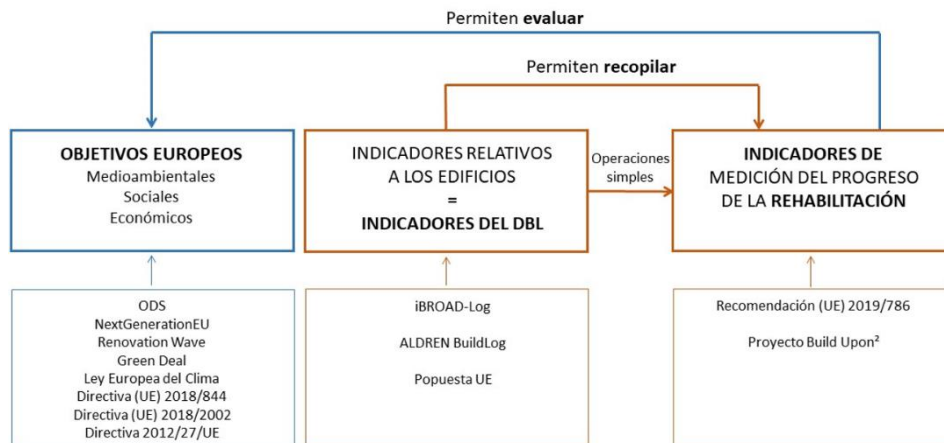 Permiten evaluar
Permiten recopilar
OBJETIVOS EUROPEOS
Medioambientales
Sociales
Económicos
INDICADORES RELATIVOS
A LOS EDIFICIOS
=
INDICADORES DEL DBL
Operaciones
simples
INDICADORES DE
MEDICIÓN DEL PROGRESO
DE LA REHABILITACIÓN
ODS
NextGenerationEU
Renovation Wave
Green Deal
Ley Europea del Clima
Directiva (UE) 2018/844
Directiva (UE) 2018/2002
Directiva 2012/27/UE
iBROAD-Log
ALDREN BuildLog
Popuesta UE
Recomendación (UE) 2019/786
Proyecto Build Upon²